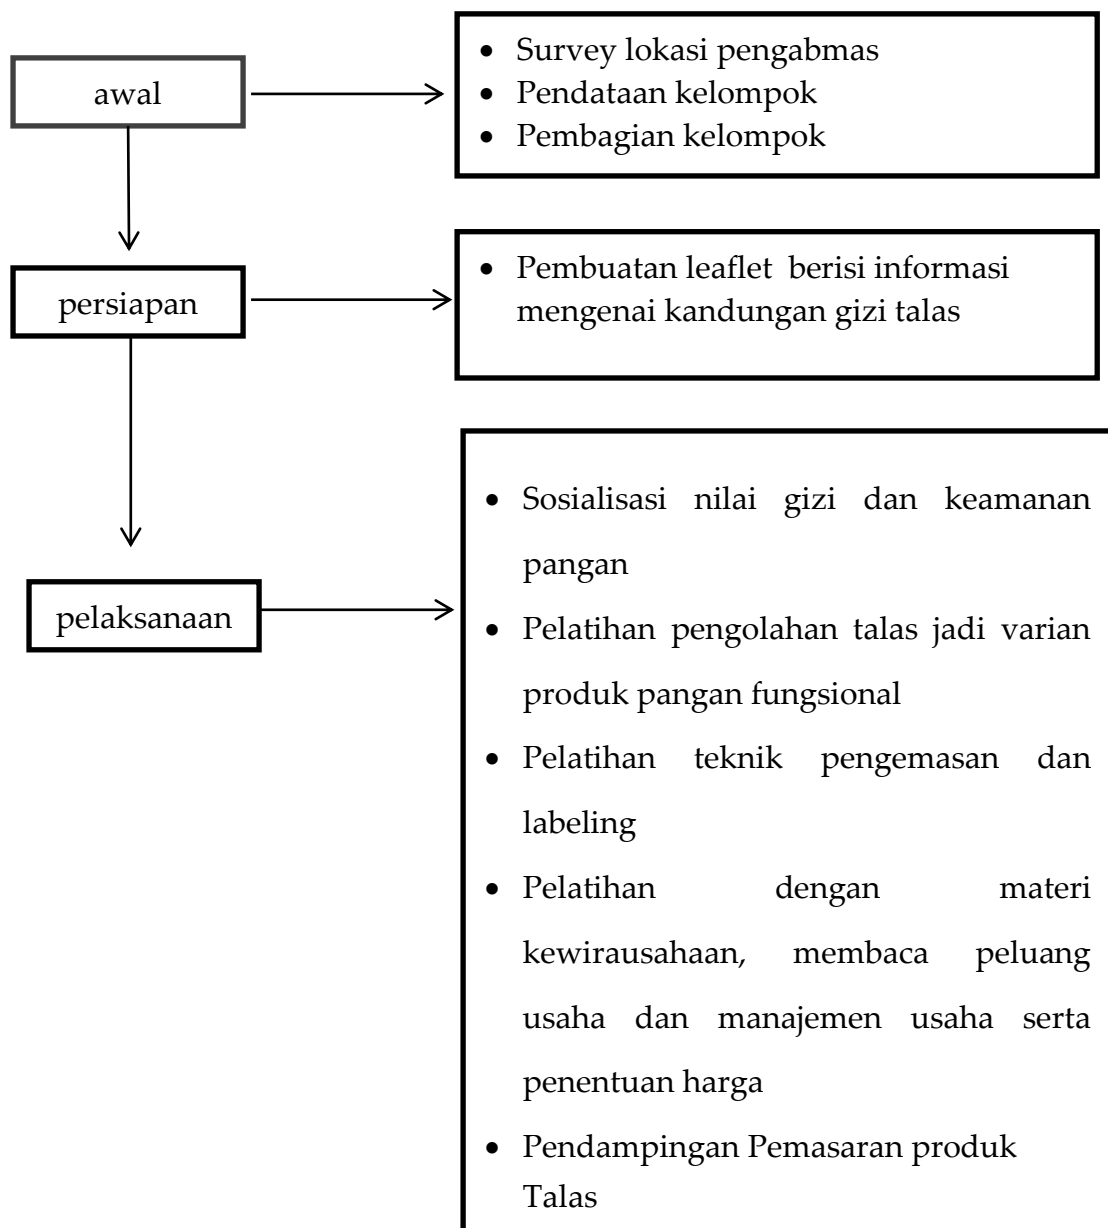 awal
• Survey lokasi pengabmas
• Pendataan kelompok
• Pembagian kelompok
persiapan
• Pembuatan leaflet berisi informasi
mengenai kandungan gizi talas
pelaksanaan
• Sosialisasi nilai gizi dan keamanan
pangan
• Pelatihan pengolahan talas jadi varian
produk pangan fungsional
• Pelatihan teknik pengemasan dan
labeling
• Pelatihan dengan materi
kewirausahaan, membaca peluang
usaha dan manajemen usaha serta
penentuan harga
• Pendampingan Pemasaran produk
Talas